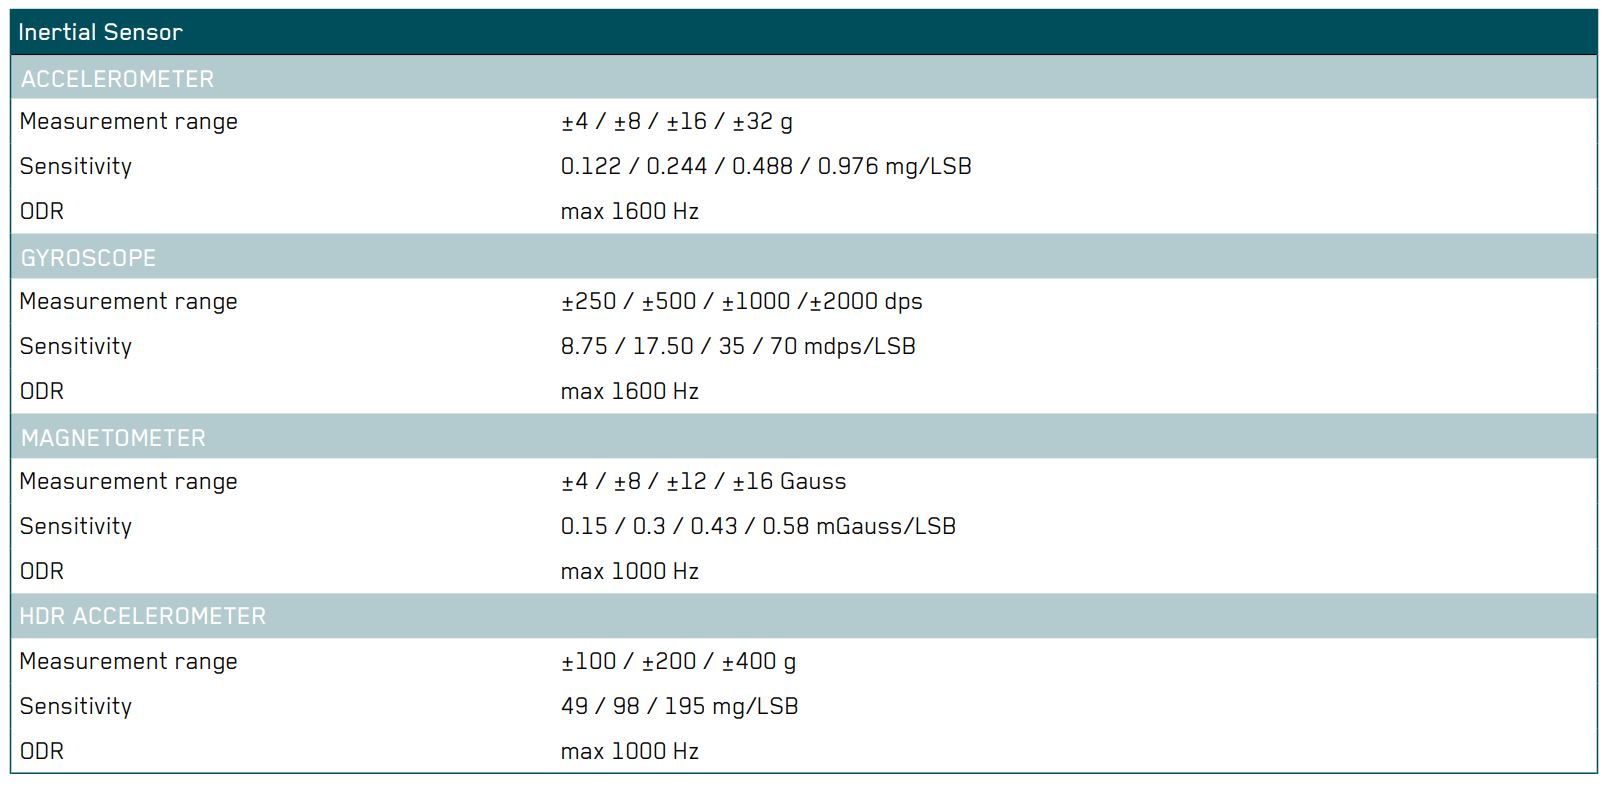 Inertial Sensor
ACCELEROMETER
Measurement range ±4 / ±8 / ±16 / ±32 g
Sensitivity 0.122 / 0.244 / 0.488 / 0.976 mg/LSB
ODR max 1600 Hz
GYROSCOPE
Measurement range ±250 / ±500 / ±1000 /±2000 dps
Sensitivity 8.75 / 17.50 / 35 / 70 mdps/LSB
ODR max 1600 Hz
MAGNETOMETER
Measurement range ±4 / ±8 / ±12 / ±16 Gauss
Sensitivity 0.15 / 0.3 / 0.43 / 0.58 mGauss/LSB
ODR max 1000 Hz
HDR ACCELEROMETER
Measurement range ±100 / ±200 / ±400 g
Sensitivity 49 / 98 / 195 mg/LSB
ODR max 1000 Hz